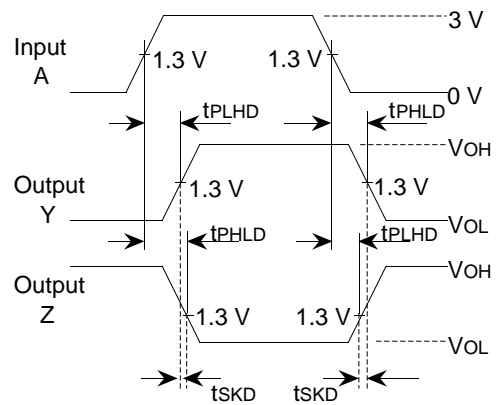 3 V
Input
A
1.3 V
1.3 V
0 V
tPLHD
tPHLD
VOH
Output
Y
1.3 V
1.3 V
VOL
tPHLD
tPLHD
VOH
Output
Z
1.3 V
1.3 V
VOL
tSKD
tSKD